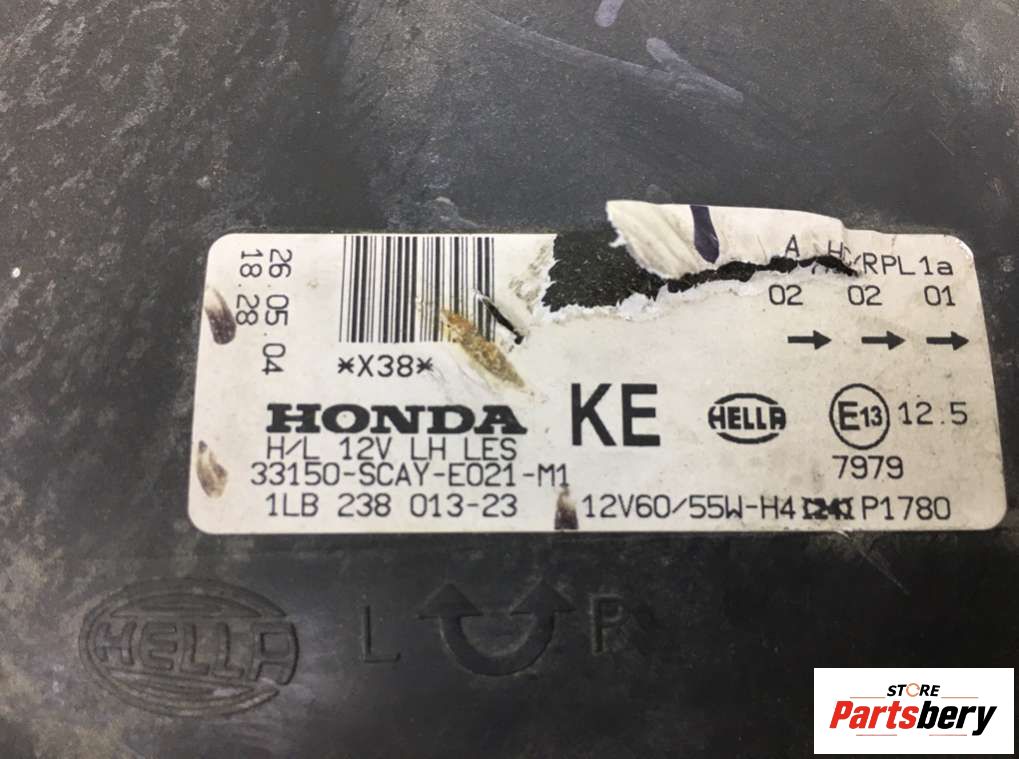 26.05.04
18.28
*X38*
A HC/RPL1a
02 02 01
HONDA
KE
HELLA
E13 12.5
H/L 12V LH LES
33150-SCAY-E021-M1
7979
1LB 238 013-23
12V60/55W-H4 P1780
HELLA L P
STORE
Partsbery